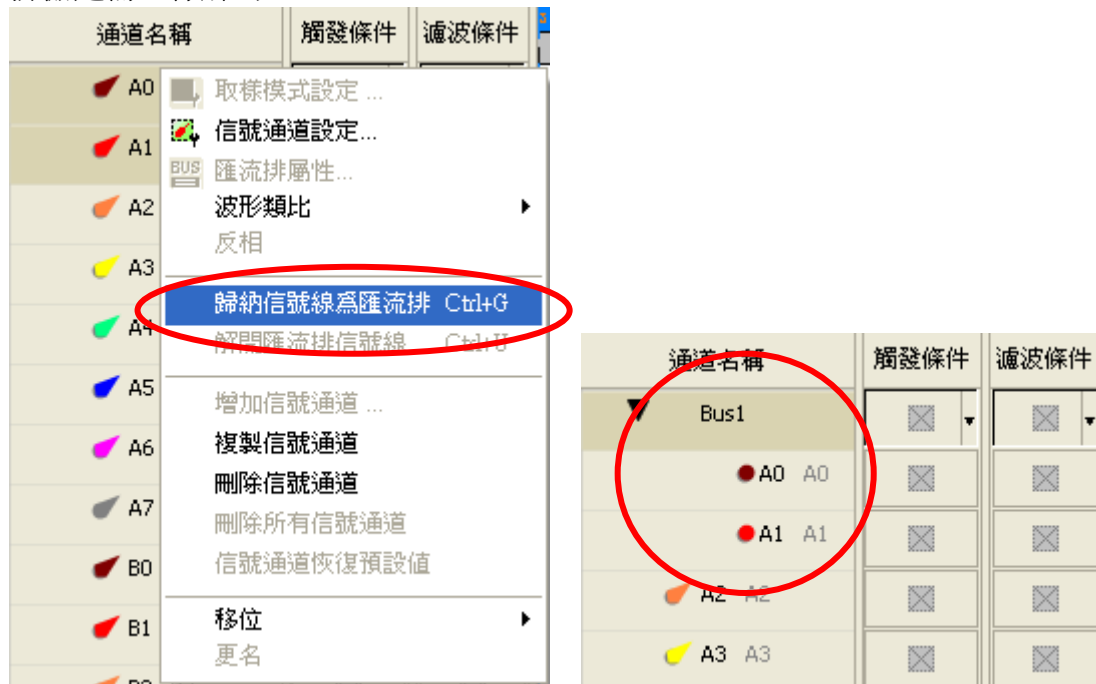 通道名稱 觸發條件 濾波條件
A0
A1
A2
A3
A4
A5
A6
A7
B0
B1
取樣模式設定 ...
信號通道設定...
BUS 匯流排屬性...
波形類比
反相
歸納信號線為匯流排 Ctrl+G
解開匯流排信號線 Ctrl+U
增加信號通道 ...
複製信號通道
刪除信號通道
刪除所有信號通道
信號通道恢復預設值
移位
更名
通道名稱 觸發條件 濾波條件
Bus1
A0 A0
A1 A1
A2 A2
A3 A3